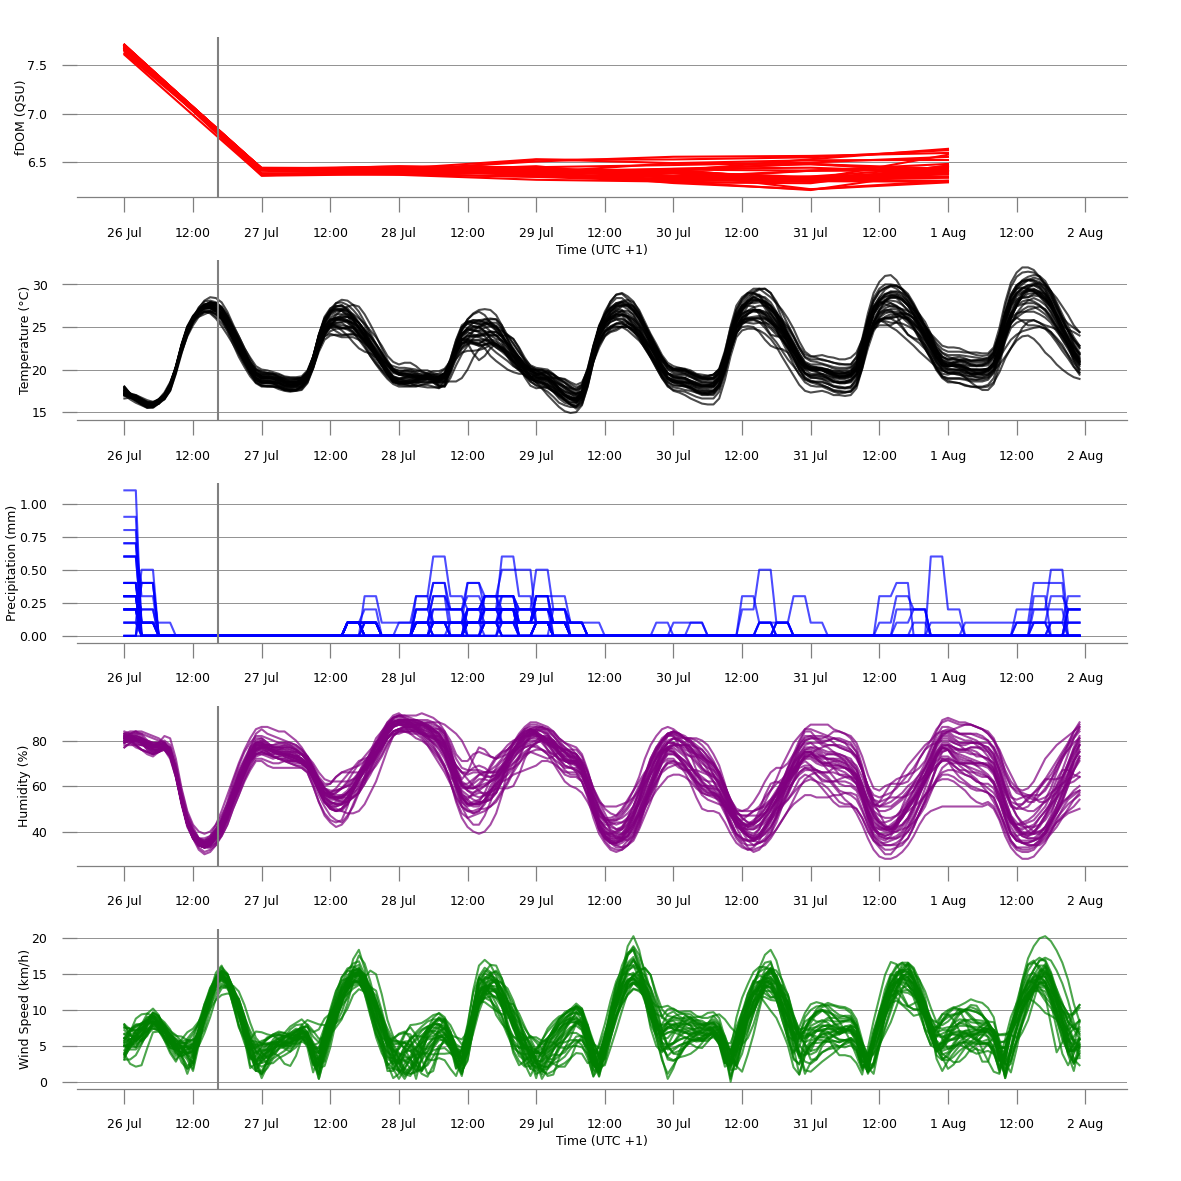 fDOM (QSU)
7.5
7.0
6.5
26 Jul 12:00 27 Jul 12:00 28 Jul 12:00 29 Jul 12:00 30 Jul 12:00 31 Jul 12:00 1 Aug 12:00 2 Aug
Time (UTC +1)
Temperature (°C)
30
25
20
15
26 Jul 12:00 27 Jul 12:00 28 Jul 12:00 29 Jul 12:00 30 Jul 12:00 31 Jul 12:00 1 Aug 12:00 2 Aug
Precipitation (mm)
1.00
0.75
0.50
0.25
0.00
26 Jul 12:00 27 Jul 12:00 28 Jul 12:00 29 Jul 12:00 30 Jul 12:00 31 Jul 12:00 1 Aug 12:00 2 Aug
Humidity (%)
80
60
40
26 Jul 12:00 27 Jul 12:00 28 Jul 12:00 29 Jul 12:00 30 Jul 12:00 31 Jul 12:00 1 Aug 12:00 2 Aug
Wind Speed (km/h)
20
15
10
5
0
26 Jul 12:00 27 Jul 12:00 28 Jul 12:00 29 Jul 12:00 30 Jul 12:00 31 Jul 12:00 1 Aug 12:00 2 Aug
Time (UTC +1)